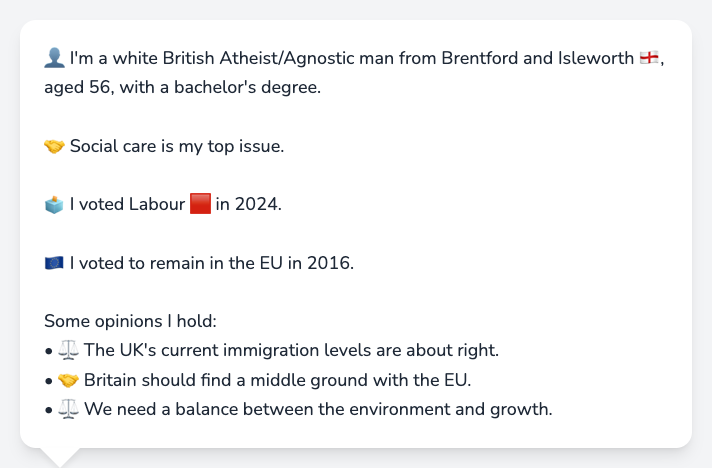 👤 I'm a white British Atheist/Agnostic man from Brentford and Isleworth 🏴󠁧󠁢󠁥󠁮󠁧󠁿,
aged 56, with a bachelor's degree.
🤝 Social care is my top issue.
🗳️ I voted Labour 🟥 in 2024.
🇪🇺 I voted to remain in the EU in 2016.
Some opinions I hold:
• ⚖️ The UK's current immigration levels are about right.
• 🤝 Britain should find a middle ground with the EU.
• ⚖️ We need a balance between the environment and growth.